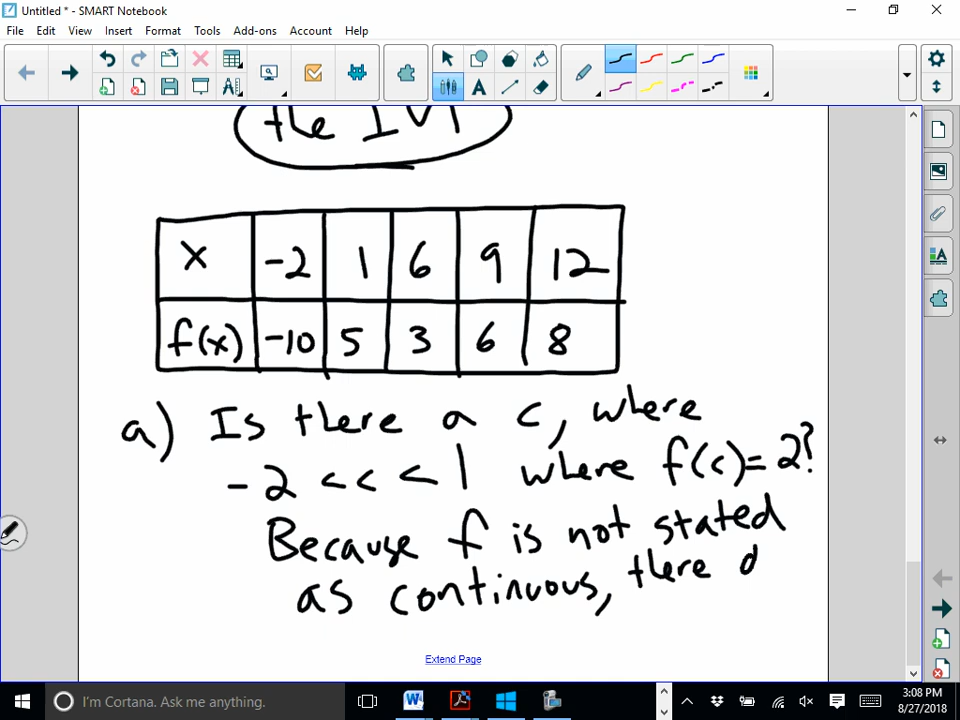 Untitled * - SMART Notebook
File Edit View Insert Format Tools Add-ons Account Help
the IVT
x -2 1 6 9 12
f(x) -10 5 3 6 8
a) Is there a c, where
-2 < c < 1 where f(c)=2?
Because f is not stated
as continuous, there d
Extend Page
I'm Cortana. Ask me anything.
3:08 PM
8/27/2018